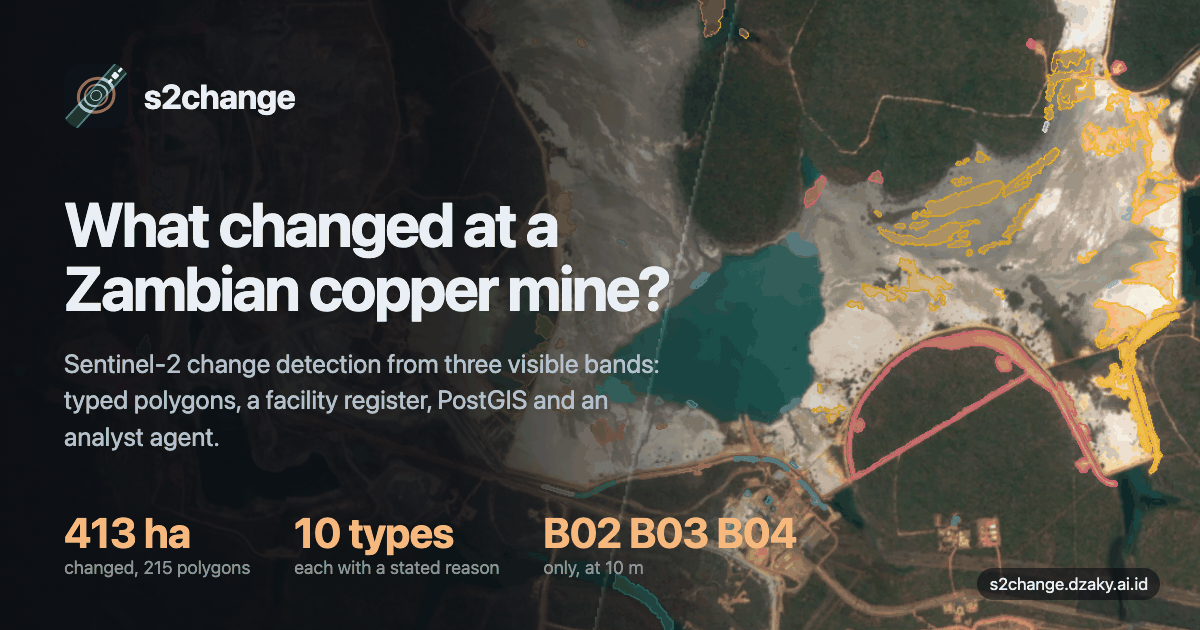 s2change
What changed at a
Zambian copper mine?
Sentinel-2 change detection from three visible bands:
typed polygons, a facility register, PostGIS and an
analyst agent.
413 ha
changed, 215 polygons
10 types
each with a stated reason
B02 B03 B04
only, at 10 m
s2change.dzaky.ai.id